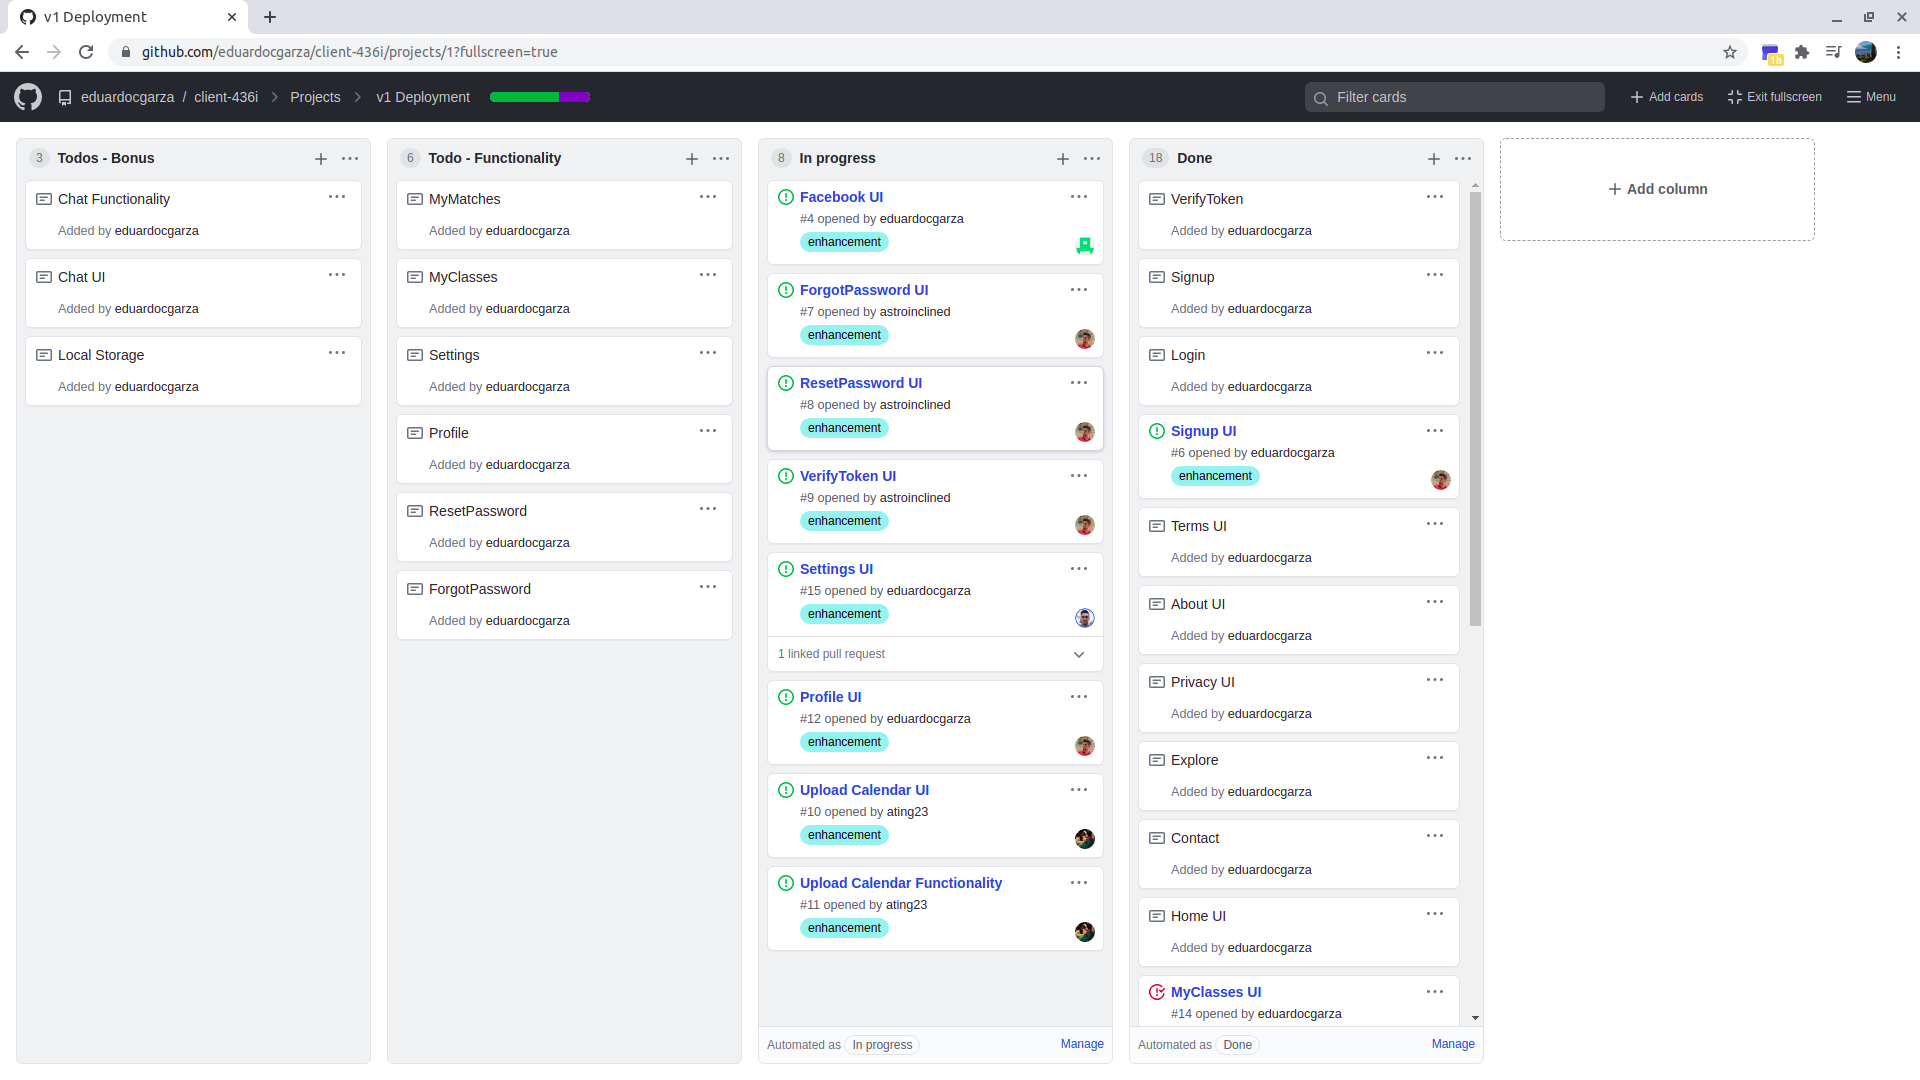 v1 Deployment
github.com/eduardocgarza/client-436i/projects/1?fullscreen=true
1h
eduardocgarza / client-436i
Projects
v1 Deployment
Filter cards
Add cards
Exit fullscreen
Menu
3 Todos - Bonus
Chat Functionality
Added by eduardocgarza
Chat UI
Added by eduardocgarza
Local Storage
Added by eduardocgarza
6 Todo - Functionality
MyMatches
Added by eduardocgarza
MyClasses
Added by eduardocgarza
Settings
Added by eduardocgarza
Profile
Added by eduardocgarza
ResetPassword
Added by eduardocgarza
ForgotPassword
Added by eduardocgarza
8 In progress
Facebook UI
#4 opened by eduardocgarza
enhancement
ForgotPassword UI
#7 opened by astroinclined
enhancement
ResetPassword UI
#8 opened by astroinclined
enhancement
VerifyToken UI
#9 opened by astroinclined
enhancement
Settings UI
#15 opened by eduardocgarza
enhancement
1 linked pull request
Profile UI
#12 opened by eduardocgarza
enhancement
Upload Calendar UI
#10 opened by ating23
enhancement
Upload Calendar Functionality
#11 opened by ating23
enhancement
Automated as In progress
Manage
18 Done
VerifyToken
Added by eduardocgarza
Signup
Added by eduardocgarza
Login
Added by eduardocgarza
Signup UI
#6 opened by eduardocgarza
enhancement
Terms UI
Added by eduardocgarza
About UI
Added by eduardocgarza
Privacy UI
Added by eduardocgarza
Explore
Added by eduardocgarza
Contact
Added by eduardocgarza
Home UI
Added by eduardocgarza
MyClasses UI
#14 opened by eduardocgarza
Automated as Done
Manage
Add column